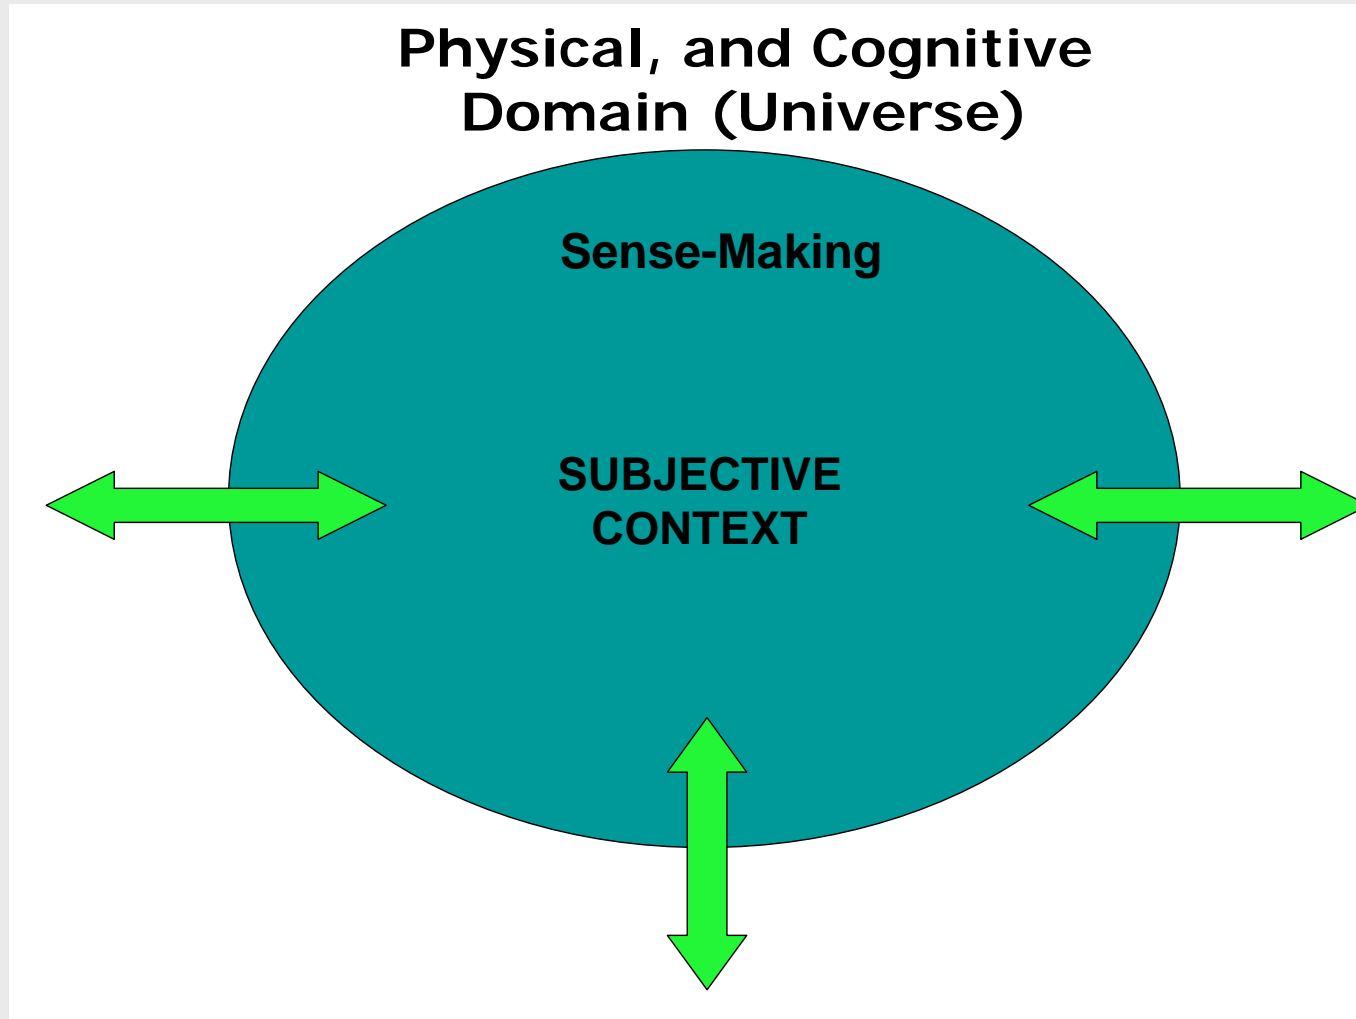 Physical, and Cognitive
Domain (Universe)
Sense-Making
SUBJECTIVE
CONTEXT